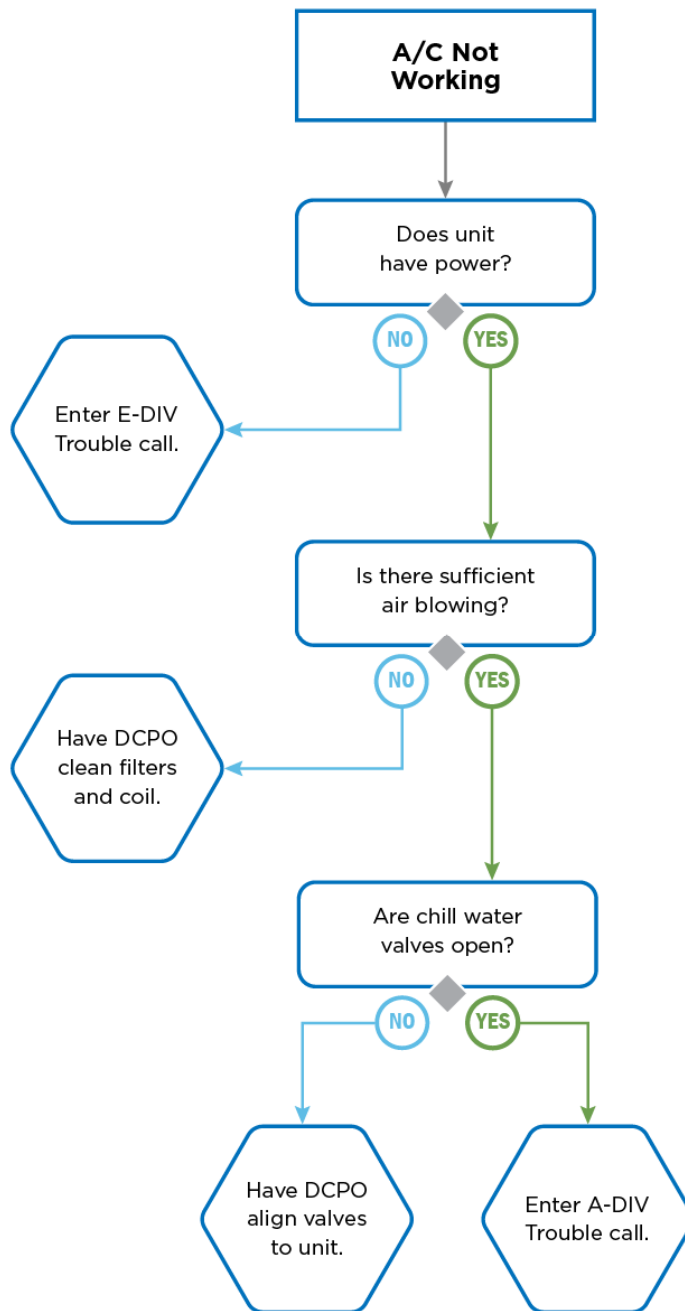 A/C Not
Working
Does unit
have power?
NO
YES
Enter E-DIV
Trouble call.
Is there sufficient
air blowing?
NO
YES
Have DCPO
clean filters
and coil.
Are chill water
valves open?
NO
YES
Have DCPO
align valves
to unit.
Enter A-DIV
Trouble call.